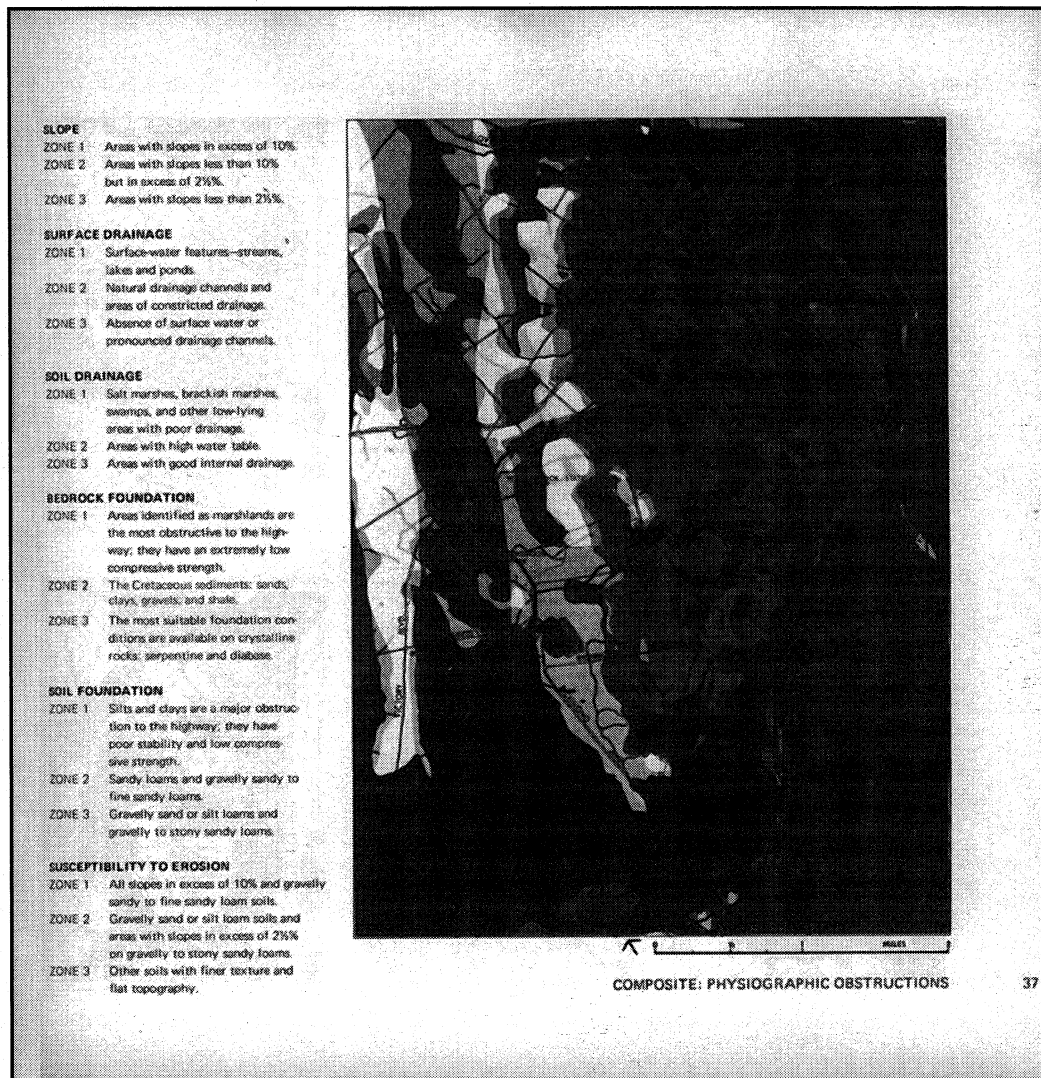 SLOPE
ZONE 1 Areas with slopes in excess of 10%.
ZONE 2 Areas with slopes less than 10%
but in excess of 2½%.
ZONE 3 Areas with slopes less than 2½%.
SURFACE DRAINAGE
ZONE 1 Surface-water features—streams,
lakes and ponds.
ZONE 2 Natural drainage channels and
areas of constricted drainage.
ZONE 3 Absence of surface water or
pronounced drainage channels.
SOIL DRAINAGE
ZONE 1 Salt marshes, brackish marshes,
swamps, and other low-lying
areas with poor drainage.
ZONE 2 Areas with high water table.
ZONE 3 Areas with good internal drainage.
BEDROCK FOUNDATION
ZONE 1 Areas identified as marshlands are
the most obstructive to the high-
way; they have an extremely low
compressive strength.
ZONE 2 The Cretaceous sediments: sands,
clays, gravels; and shale.
ZONE 3 The most suitable foundation con-
ditions are available on crystalline
rocks: serpentine and diabase.
SOIL FOUNDATION
ZONE 1 Silts and clays are a major obstruc-
tion to the highway; they have
poor stability and low compres-
sive strength.
ZONE 2 Sandy loams and gravelly sandy to
fine sandy loams.
ZONE 3 Gravelly sand or silt loams and
gravelly to stony sandy loams.
SUSCEPTIBILITY TO EROSION
ZONE 1 All slopes in excess of 10% and gravelly
sandy to fine sandy loam soils.
ZONE 2 Gravelly sand or silt loam soils and
areas with slopes in excess of 2½%
on gravelly to stony sandy loams.
ZONE 3 Other soils with finer texture and
flat topography.
MILES
COMPOSITE: PHYSIOGRAPHIC OBSTRUCTIONS 37